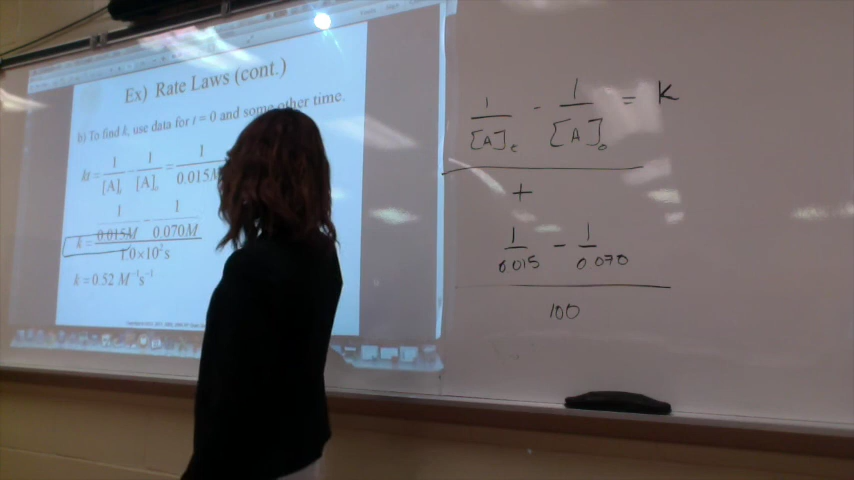 Ex) Rate Laws (cont.)
b) To find k, use data for t = 0 and some other time.
kt = 1/[A]t - 1/[A]0 = 1/0.015M
k = (1/0.015M - 1/0.070M) / 1.0×10² s
k = 0.52 M⁻¹s⁻¹
1/[A]t - 1/[A]0 = K
+
1/0.015 - 1/0.070
100